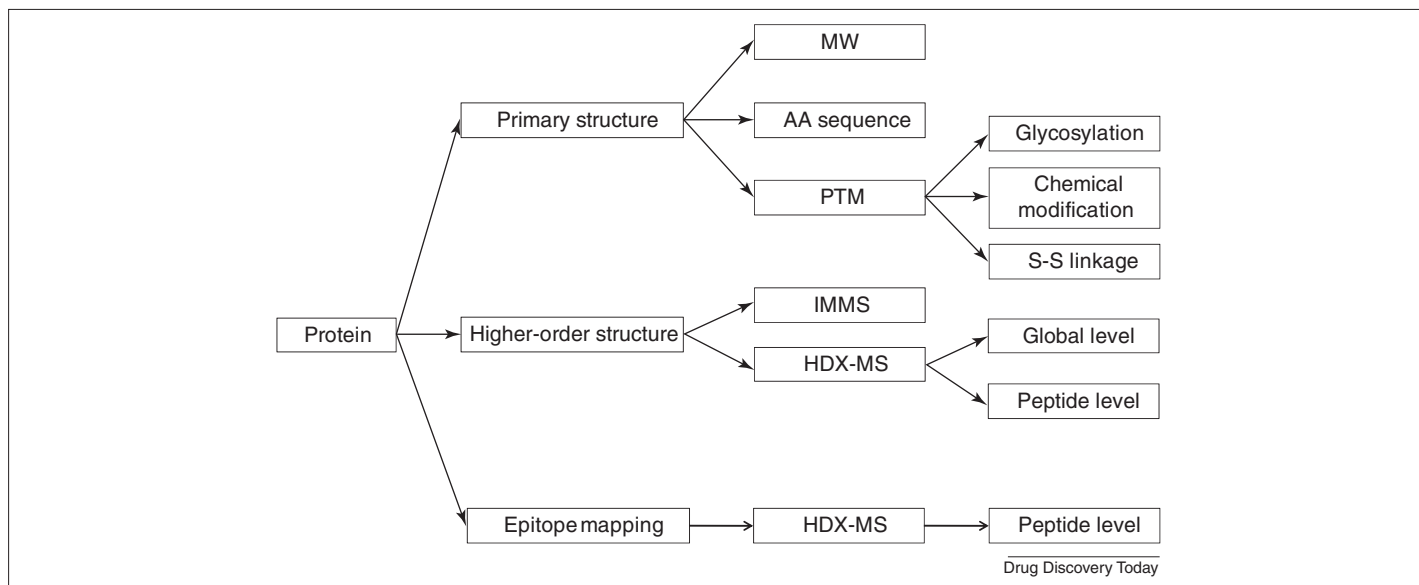 MW
Primary structure
AA sequence
Glycosylation
PTM
Chemical
modification
S-S linkage
IMMS
Protein
Higher-order structure
Global level
HDX-MS
Peptide level
Epitope mapping
HDX-MS
Peptide level
Drug Discovery Today